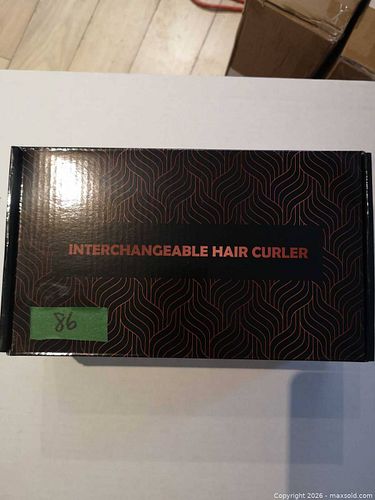 INTERCHANGEABLE HAIR CURLER
86
Copyright 2026 - maxsold.com